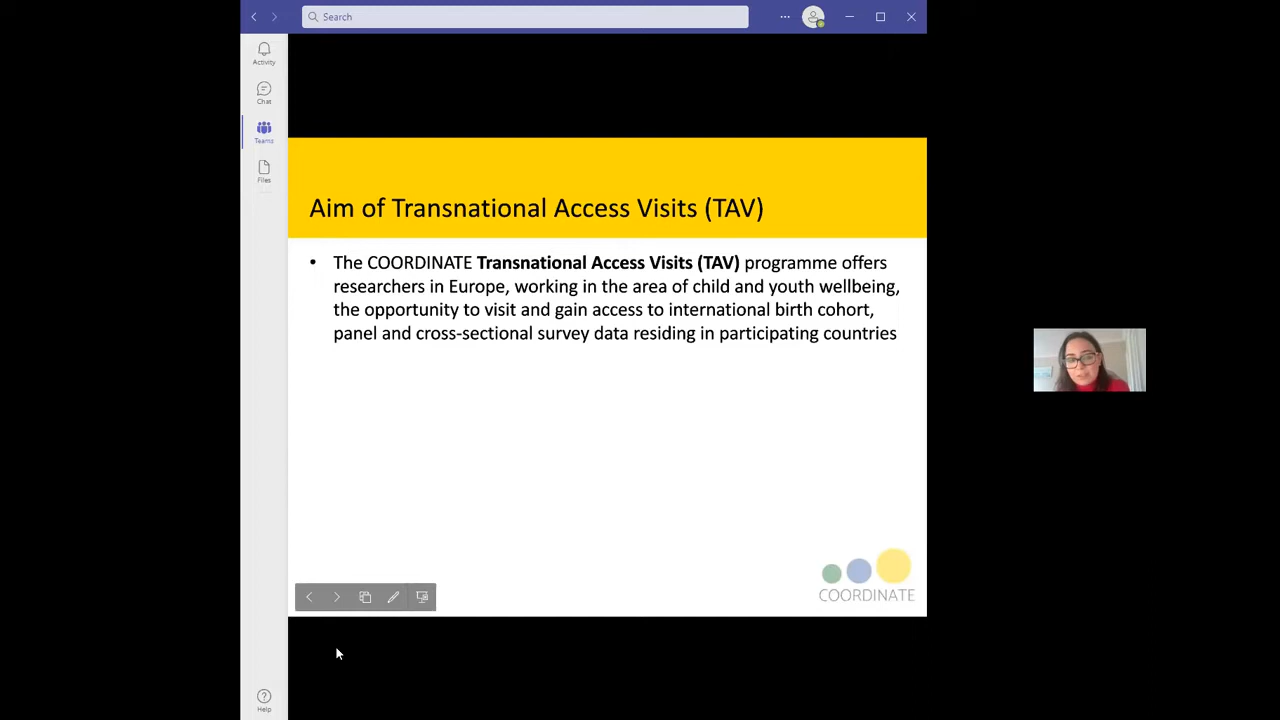 Search
Activity
Chat
Teams
Files
Aim of Transnational Access Visits (TAV)
• The COORDINATE Transnational Access Visits (TAV) programme offers
researchers in Europe, working in the area of child and youth wellbeing,
the opportunity to visit and gain access to international birth cohort,
panel and cross-sectional survey data residing in participating countries
COORDINATE
Help